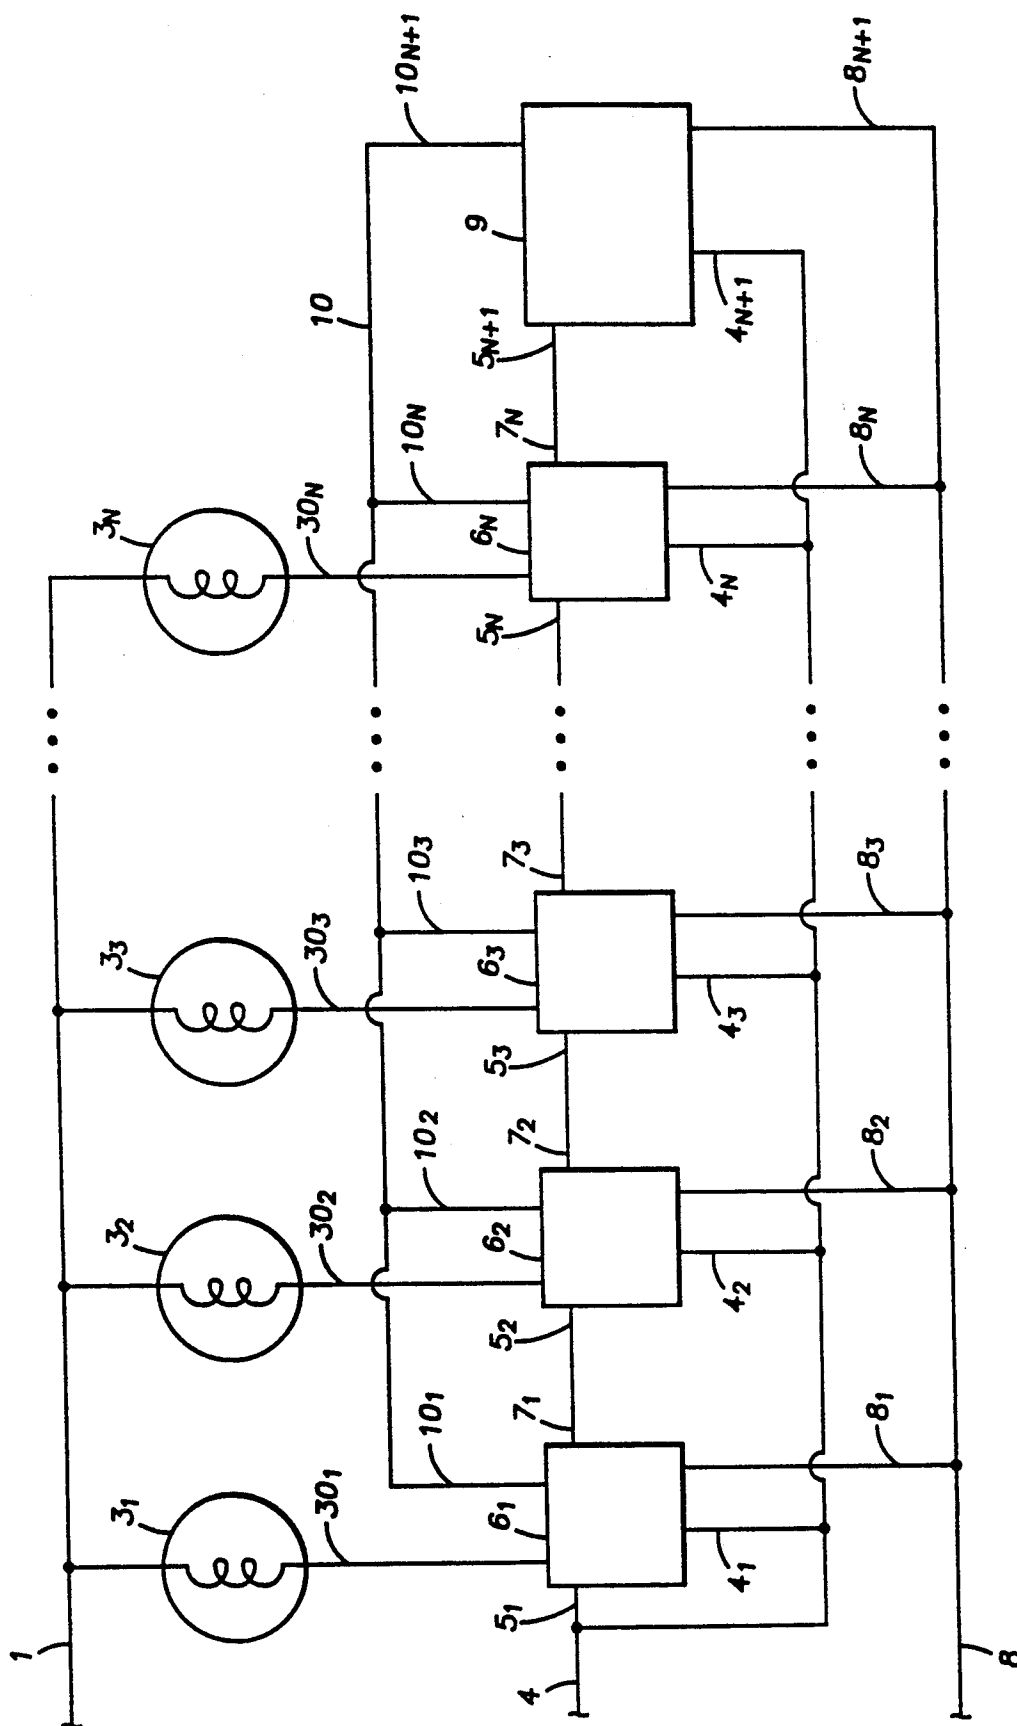 1
3₁
3₂
3₃
3N
30₁
30₂
30₃
30N
10
10₁
10₂
10₃
10N
10N+1
6₁
6₂
6₃
6N
9
4
5₁
7₁
5₂
7₂
5₃
7₃
5N
7N
5N+1
4₁
4₂
4₃
4N
4N+1
8₁
8₂
8₃
8N
8N+1
8